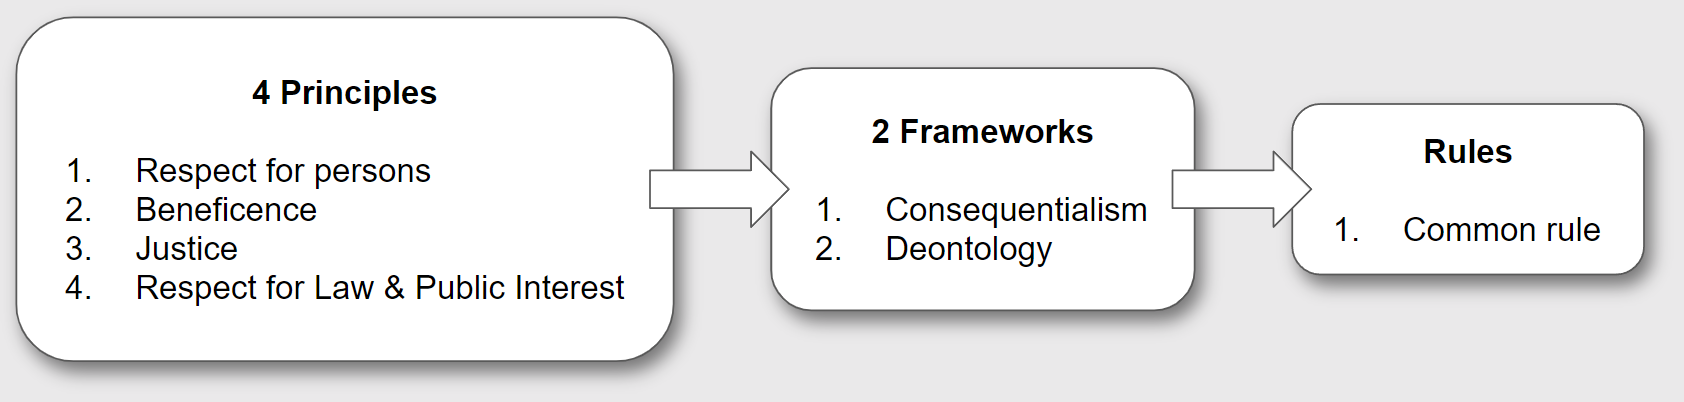 4 Principles
1. Respect for persons
2. Beneficence
3. Justice
4. Respect for Law & Public Interest
2 Frameworks
1. Consequentialism
2. Deontology
Rules
1. Common rule